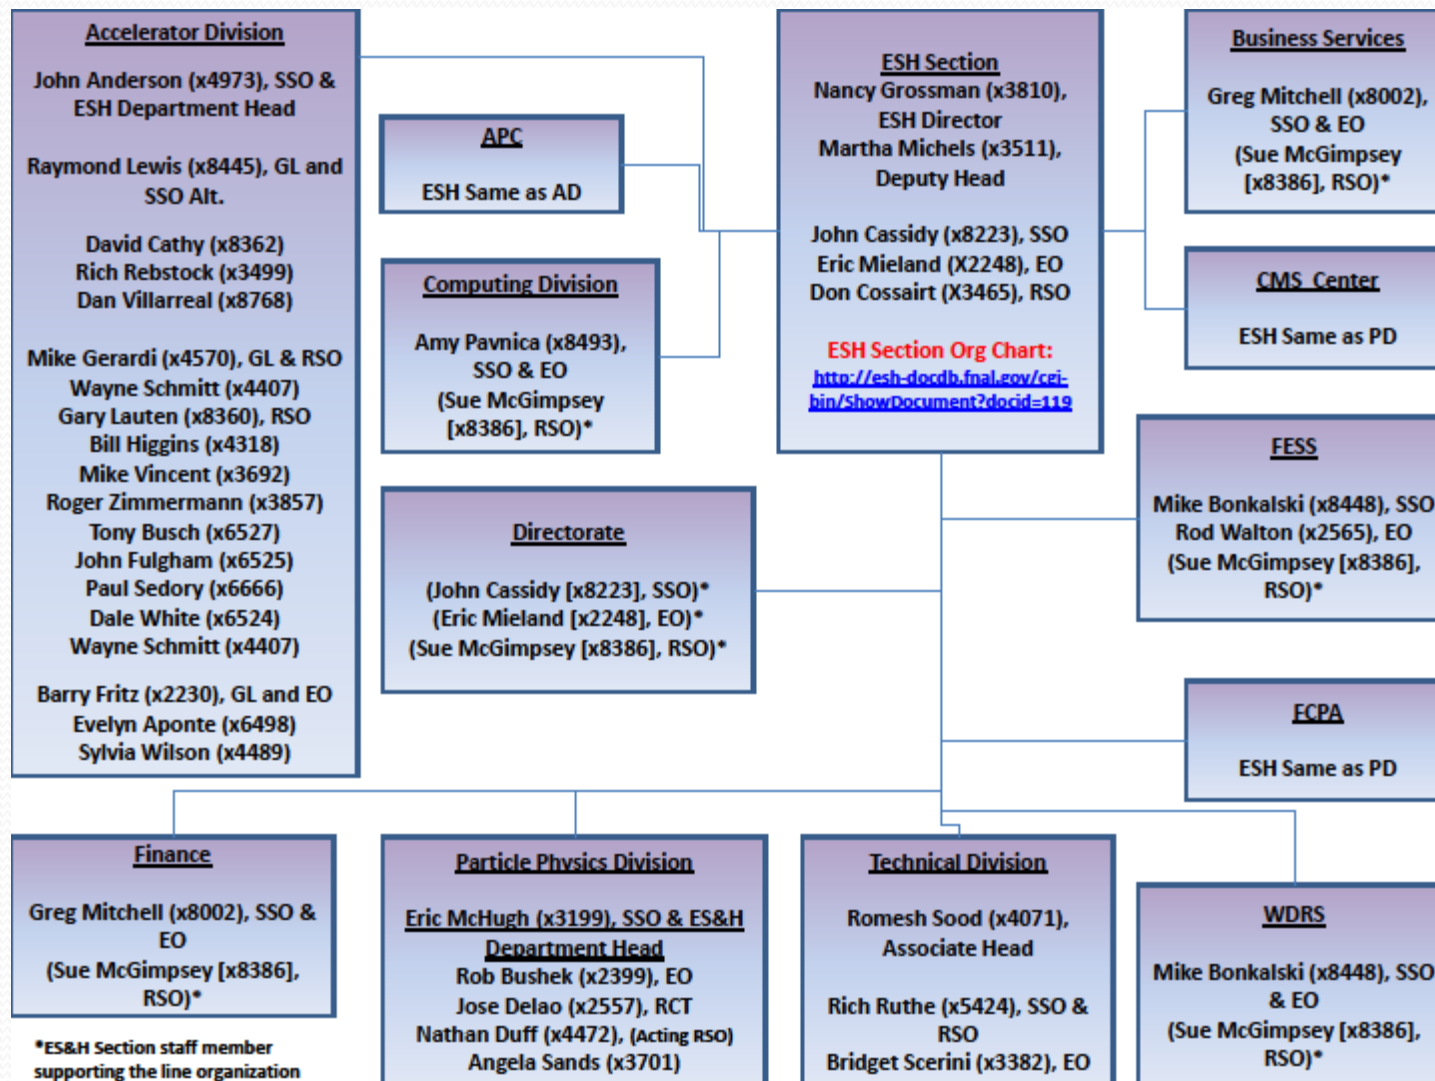 Accelerator Division
John Anderson (x4973), SSO &
ESH Department Head
Raymond Lewis (x8445), GL and
SSO Alt.
David Cathy (x8362)
Rich Rebstock (x3499)
Dan Villarreal (x8768)
Mike Gerardi (x4570), GL & RSO
Wayne Schmitt (x4407)
Gary Lauten (x8360), RSO
Bill Higgins (x4318)
Mike Vincent (x3692)
Roger Zimmermann (x3857)
Tony Busch (x6527)
John Fulgham (x6525)
Paul Sedory (x6666)
Dale White (x6524)
Wayne Schmitt (x4407)
Barry Fritz (x2230), GL and EO
Evelyn Aponte (x6498)
Sylvia Wilson (x4489)
APC
ESH Same as AD
Computing Division
Amy Pavnica (x8493),
SSO & EO
(Sue McGimpsey
[x8386], RSO)*
Directorate
(John Cassidy [x8223], SSO)*
(Eric Mieland [x2248], EO)*
(Sue McGimpsey [x8386], RSO)*
ESH Section
Nancy Grossman (x3810),
ESH Director
Martha Michels (x3511),
Deputy Head
John Cassidy (x8223), SSO
Eric Mieland (X2248), EO
Don Cossairt (X3465), RSO
ESH Section Org Chart:
http://esh-docdb.fnal.gov/cgi-
bin/ShowDocument?docid=119
Business Services
Greg Mitchell (x8002),
SSO & EO
(Sue McGimpsey
[x8386], RSO)*
CMS Center
ESH Same as PD
FESS
Mike Bonkalski (x8448), SSO
Rod Walton (x2565), EO
(Sue McGimpsey [x8386],
RSO)*
FCPA
ESH Same as PD
Finance
Greg Mitchell (x8002), SSO &
EO
(Sue McGimpsey [x8386],
RSO)*
*ES&H Section staff member
supporting the line organization
Particle Physics Division
Eric McHugh (x3199), SSO & ES&H
Department Head
Rob Bushek (x2399), EO
Jose Delao (x2557), RCT
Nathan Duff (x4472), (Acting RSO)
Angela Sands (x3701)
Technical Division
Romesh Sood (x4071),
Associate Head
Rich Ruthe (x5424), SSO &
RSO
Bridget Scerini (x3382), EO
WDRS
Mike Bonkalski (x8448), SSO
& EO
(Sue McGimpsey [x8386],
RSO)*